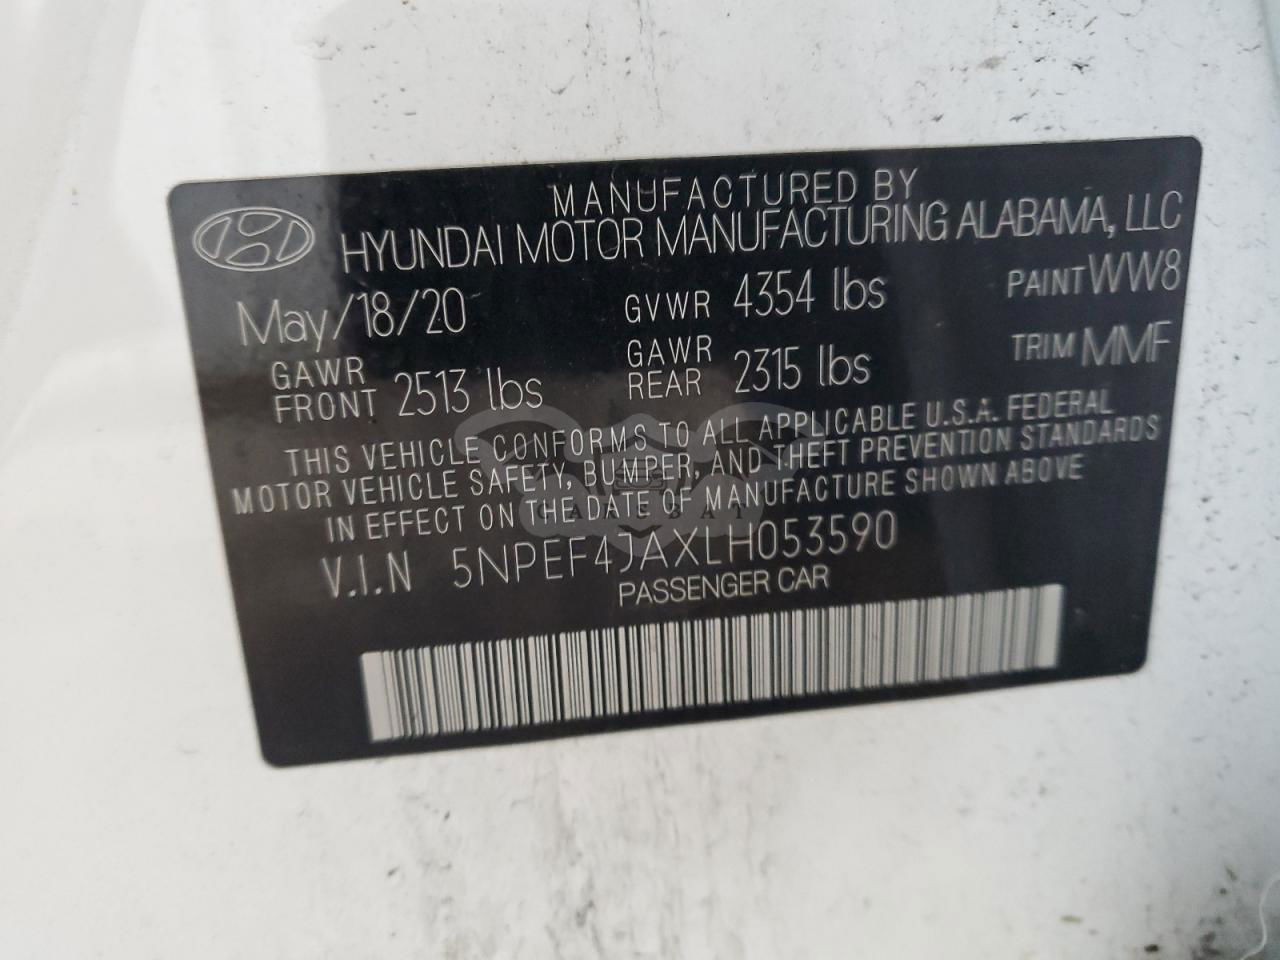 MANUFACTURED BY
HYUNDAI MOTOR MANUFACTURING ALABAMA, LLC
May/18/20 GVWR 4354 lbs PAINT WW8
GAWR FRONT 2513 lbs GAWR REAR 2315 lbs TRIM MMF
THIS VEHICLE CONFORMS TO ALL APPLICABLE U.S.A. FEDERAL
MOTOR VEHICLE SAFETY, BUMPER, AND THEFT PREVENTION STANDARDS
IN EFFECT ON THE DATE OF MANUFACTURE SHOWN ABOVE
CARSBAT
V.I.N 5NPEF4JAXLH053590
PASSENGER CAR